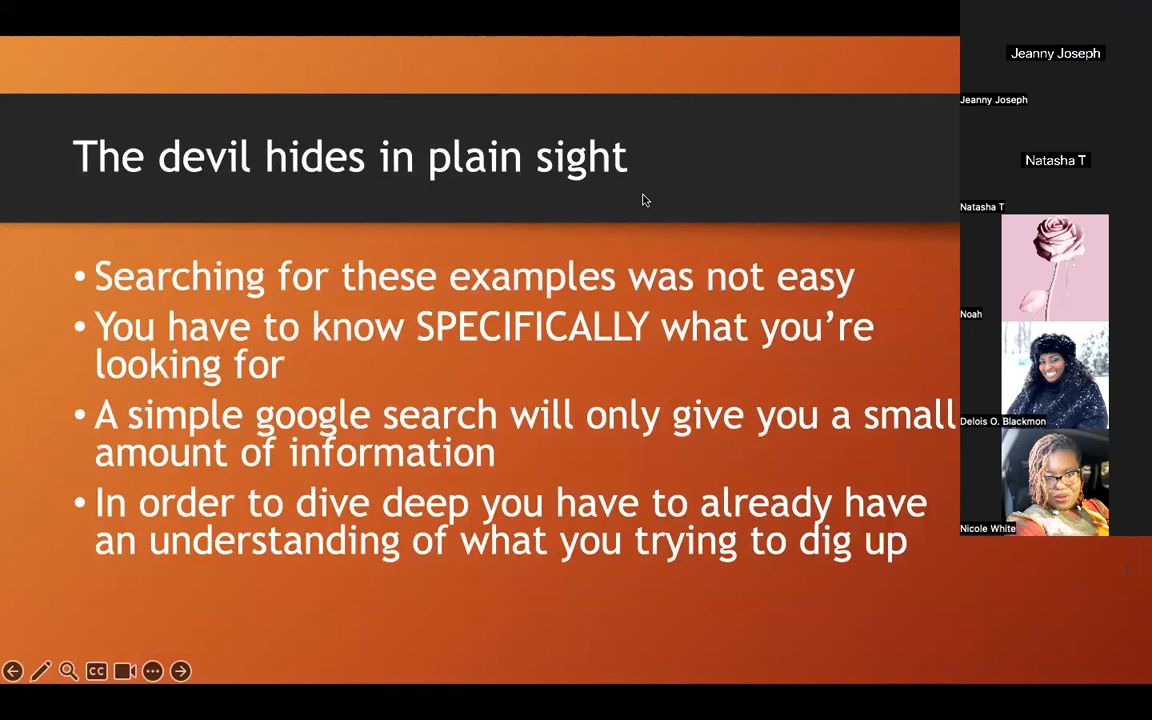 The devil hides in plain sight
• Searching for these examples was not easy
• You have to know SPECIFICALLY what you're
looking for
• A simple google search will only give you a small
amount of information
• In order to dive deep you have to already have
an understanding of what you trying to dig up
CC
Jeanny Joseph
Jeanny Joseph
Natasha T
Natasha T
Noah
Delois O. Blackmon
Nicole White